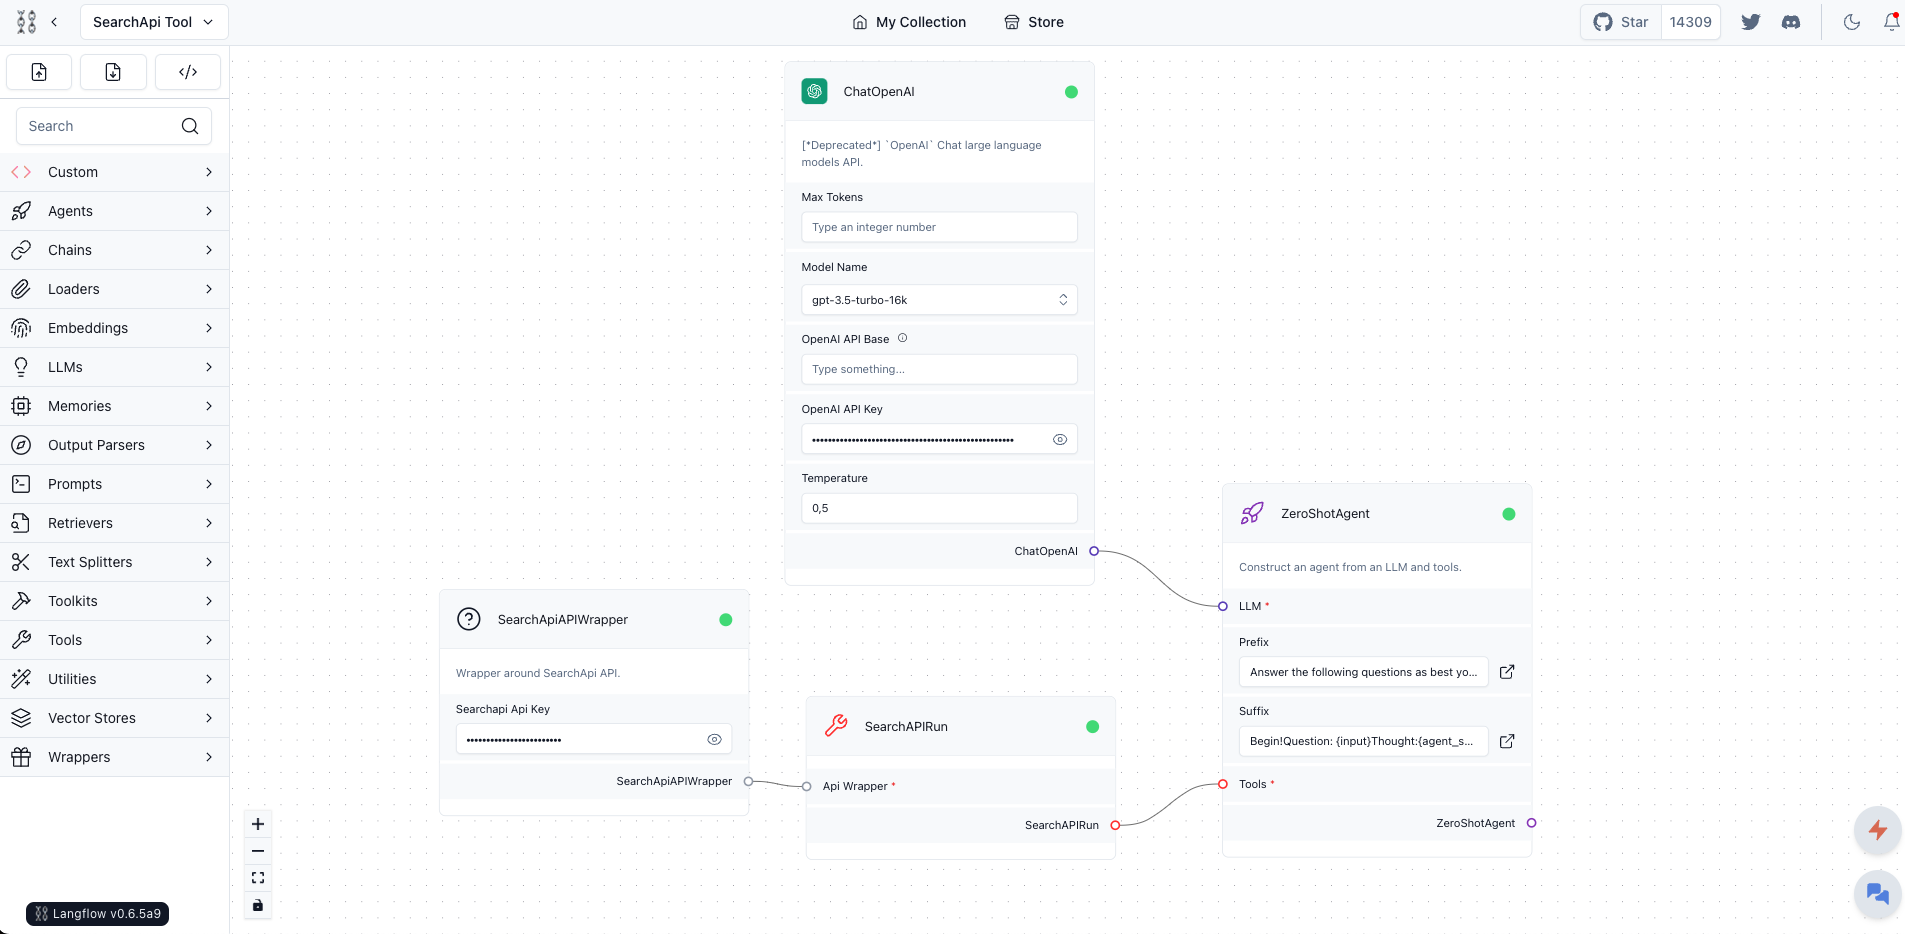 SearchApi Tool
My Collection
Store
Star
14309
Search
Custom
Agents
Chains
Loaders
Embeddings
LLMs
Memories
Output Parsers
Prompts
Retrievers
Text Splitters
Toolkits
Tools
Utilities
Vector Stores
Wrappers
Langflow v0.6.5a9
ChatOpenAI
[*Deprecated*] `OpenAI` Chat large language
models API.
Max Tokens
Type an integer number
Model Name
gpt-3.5-turbo-16k
OpenAI API Base
Type something...
OpenAI API Key
Temperature
0,5
ChatOpenAI
SearchApiAPIWrapper
Wrapper around SearchApi API.
Searchapi Api Key
SearchApiAPIWrapper
SearchAPIRun
Api Wrapper *
SearchAPIRun
ZeroShotAgent
Construct an agent from an LLM and tools.
LLM *
Prefix
Answer the following questions as best yo...
Suffix
Begin!Question: {input}Thought:{agent_s...
Tools *
ZeroShotAgent